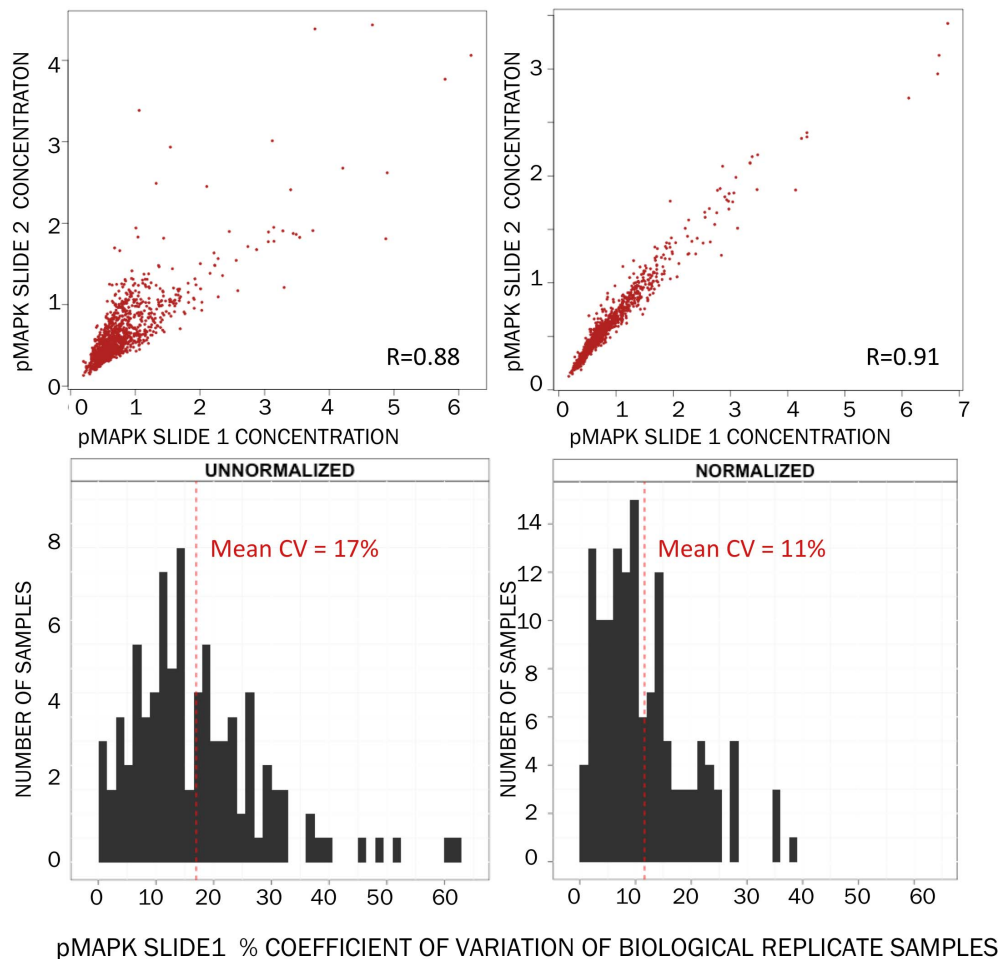 pMAPK SLIDE 2 CONCENTRATON
4
3
2
1
0
R=0.88
0 1 2 3 4 5 6
pMAPK SLIDE 1 CONCENTRATION
pMAPK SLIDE 2 CONCENTRATON
3
2
1
0
R=0.91
0 1 2 3 4 5 6 7
pMAPK SLIDE 1 CONCENTRATION
UNNORMALIZED
NUMBER OF SAMPLES
8
6
4
2
0
Mean CV = 17%
0 10 20 30 40 50 60
NORMALIZED
NUMBER OF SAMPLES
14
12
10
8
6
4
2
0
Mean CV = 11%
0 10 20 30 40 50 60
pMAPK SLIDE1 % COEFFICIENT OF VARIATION OF BIOLOGICAL REPLICATE SAMPLES